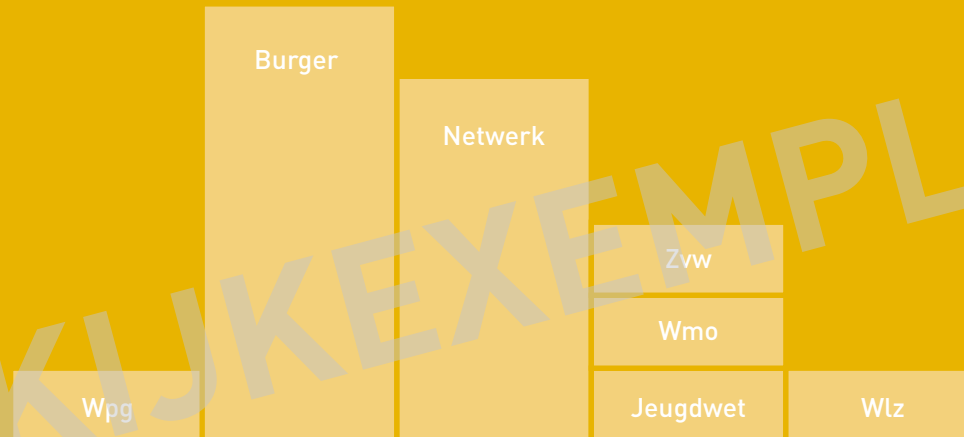 Burger
Netwerk
Zvw
Wmo
Wpg
Jeugdwet
Wlz
KIJKEXEMPL